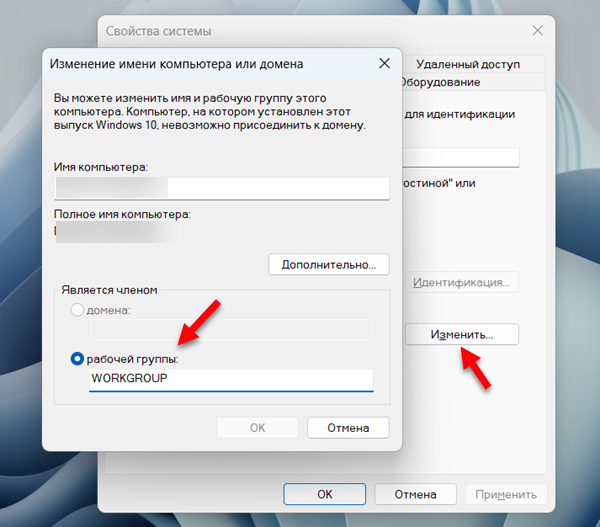 Свойства системы
Изменение имени компьютера или домена
Удаленный доступ
Оборудование
Вы можете изменить имя и рабочую группу этого
компьютера. Компьютер, на котором установлен этот
выпуск Windows 10, невозможно присоединить к домену.
для идентификации
Имя компьютера:
остиной" или
Полное имя компьютера:
Дополнительно...
Идентификация...
Является членом
домена:
Изменить...
рабочей группы:
WORKGROUP
OK
Отмена
OK
Отмена
Применить